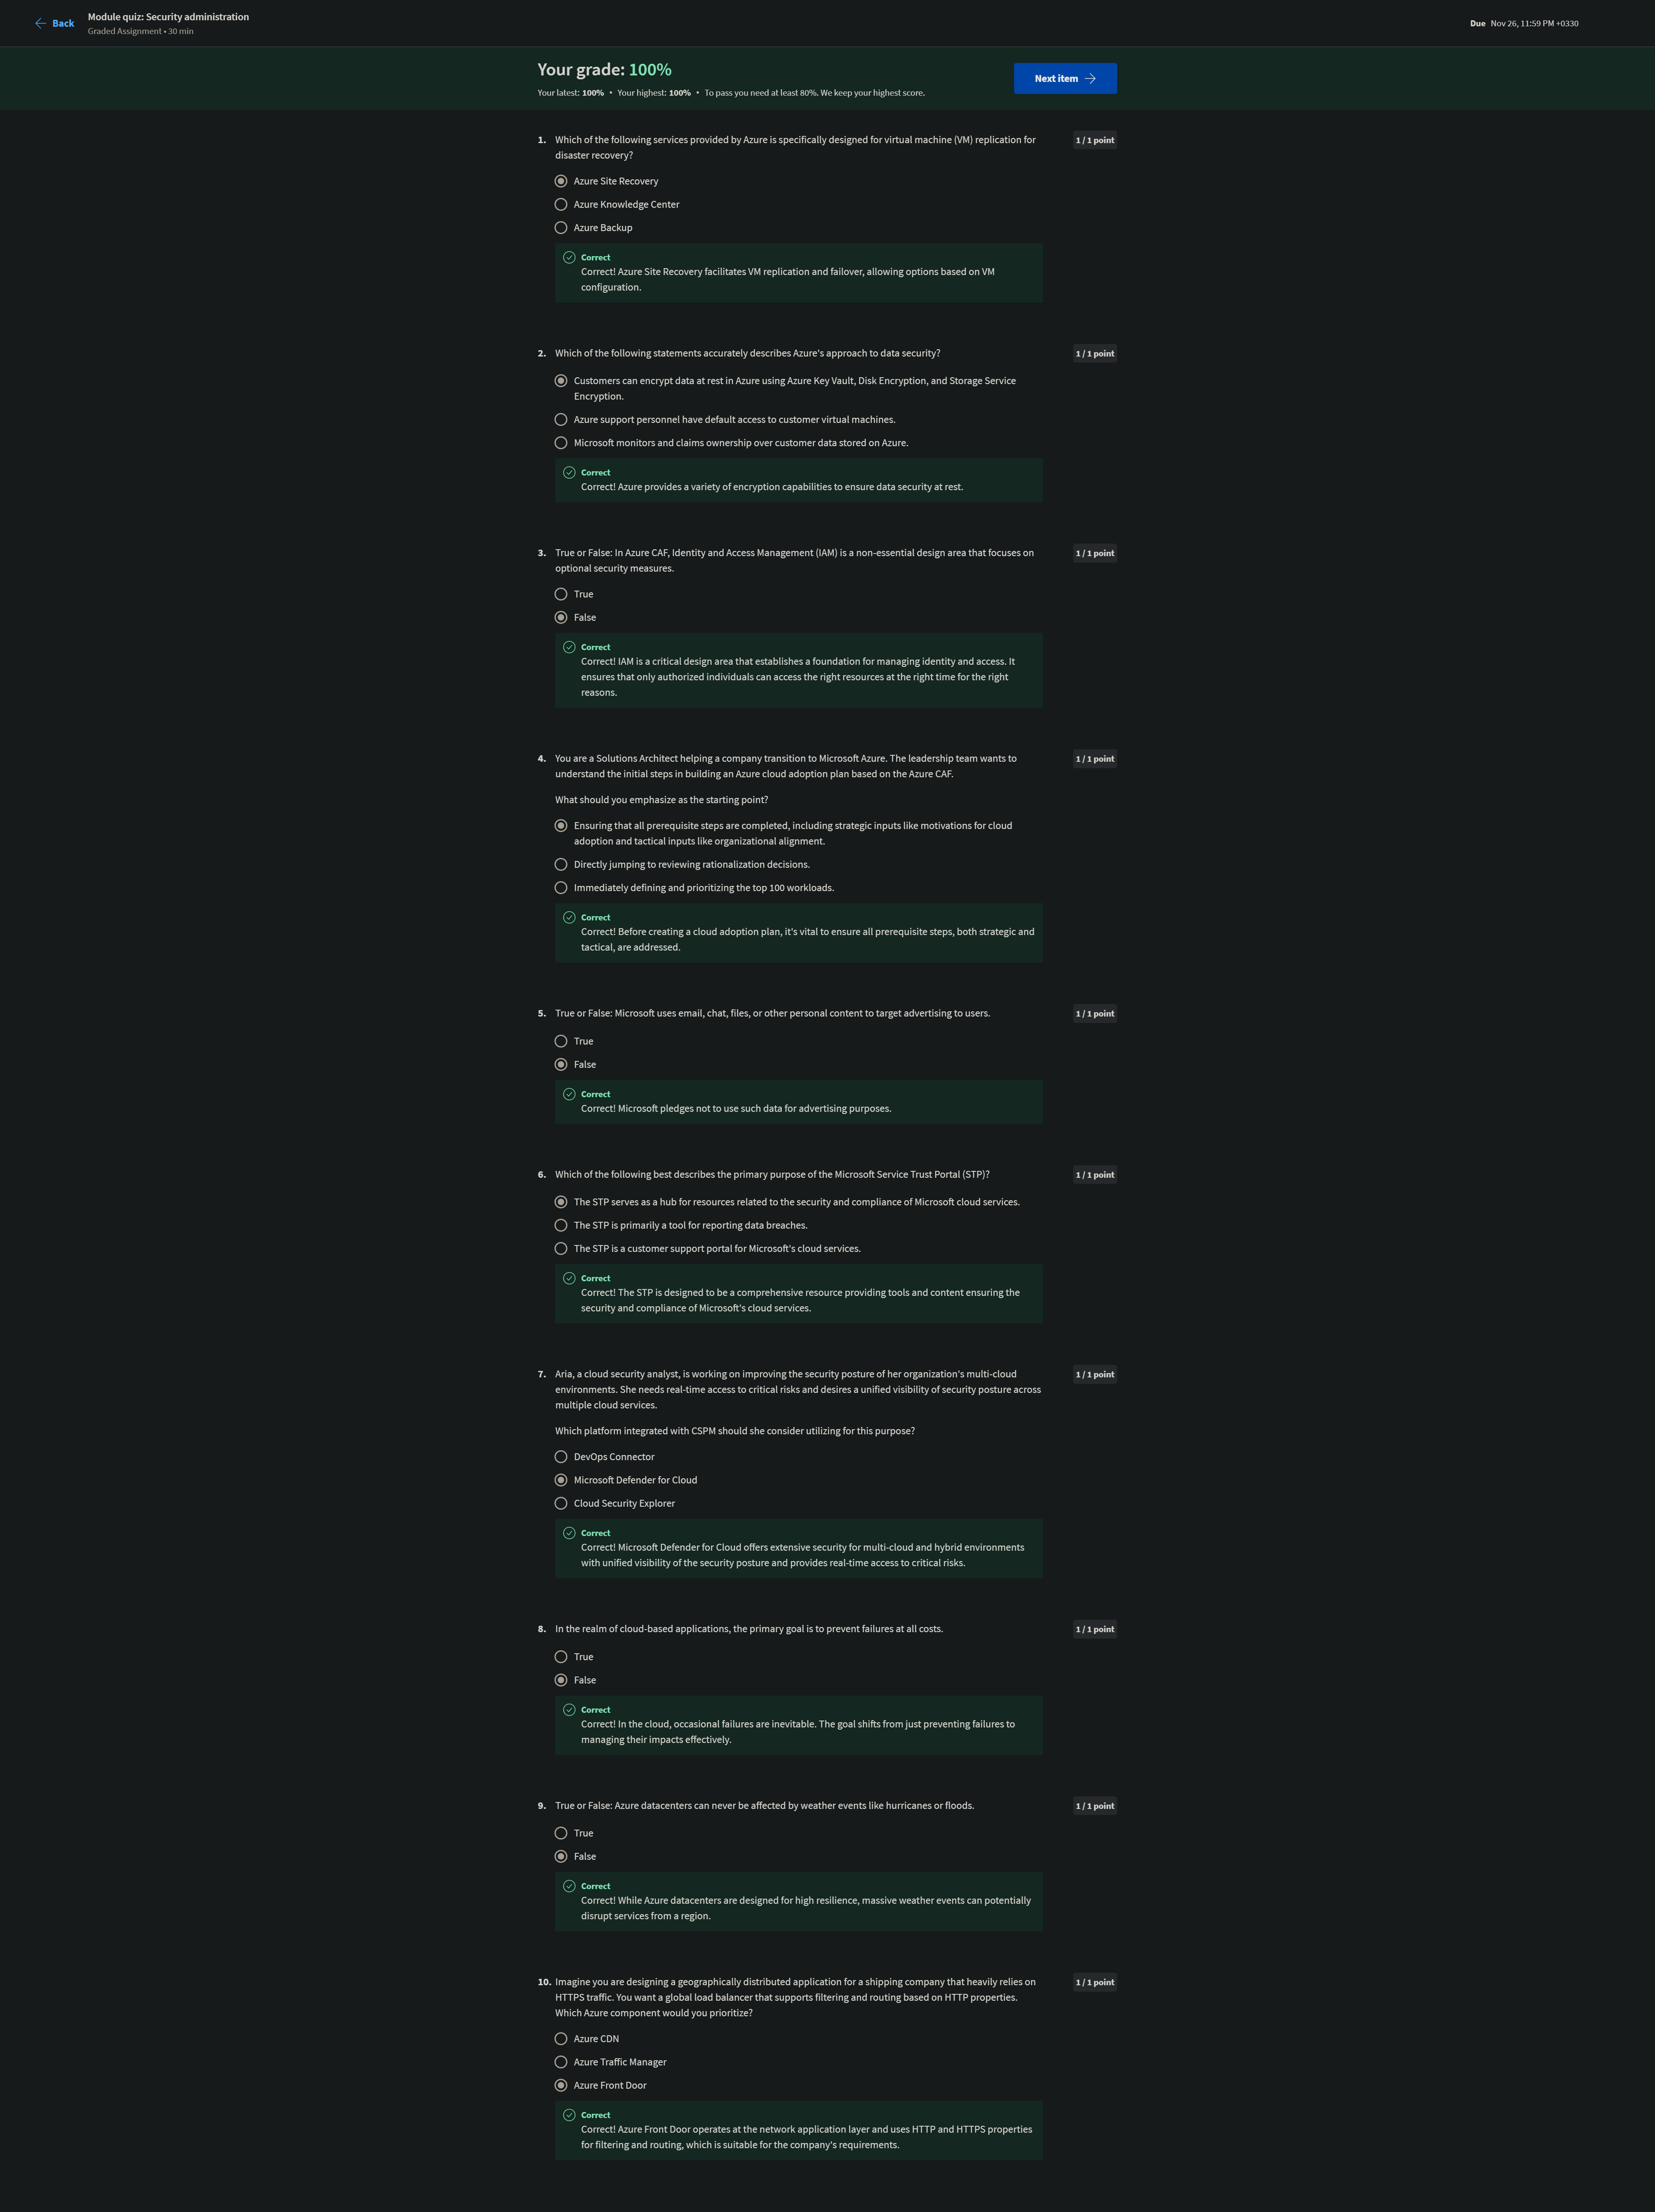 Back
Module quiz: Security administration
Graded Assignment • 30 min
Due Nov 26, 11:59 PM +0330
Your grade: 100%
Your latest: 100% • Your highest: 100% • To pass you need at least 80%. We keep your highest score.
Next item
1. Which of the following services provided by Azure is specifically designed for virtual machine (VM) replication for
disaster recovery?
1 / 1 point
Azure Site Recovery
Azure Knowledge Center
Azure Backup
Correct
Correct! Azure Site Recovery facilitates VM replication and failover, allowing options based on VM
configuration.
2. Which of the following statements accurately describes Azure's approach to data security?
1 / 1 point
Customers can encrypt data at rest in Azure using Azure Key Vault, Disk Encryption, and Storage Service
Encryption.
Azure support personnel have default access to customer virtual machines.
Microsoft monitors and claims ownership over customer data stored on Azure.
Correct
Correct! Azure provides a variety of encryption capabilities to ensure data security at rest.
3. True or False: In Azure CAF, Identity and Access Management (IAM) is a non-essential design area that focuses on
optional security measures.
1 / 1 point
True
False
Correct
Correct! IAM is a critical design area that establishes a foundation for managing identity and access. It
ensures that only authorized individuals can access the right resources at the right time for the right
reasons.
4. You are a Solutions Architect helping a company transition to Microsoft Azure. The leadership team wants to
understand the initial steps in building an Azure cloud adoption plan based on the Azure CAF.
1 / 1 point
What should you emphasize as the starting point?
Ensuring that all prerequisite steps are completed, including strategic inputs like motivations for cloud
adoption and tactical inputs like organizational alignment.
Directly jumping to reviewing rationalization decisions.
Immediately defining and prioritizing the top 100 workloads.
Correct
Correct! Before creating a cloud adoption plan, it's vital to ensure all prerequisite steps, both strategic and
tactical, are addressed.
5. True or False: Microsoft uses email, chat, files, or other personal content to target advertising to users.
1 / 1 point
True
False
Correct
Correct! Microsoft pledges not to use such data for advertising purposes.
6. Which of the following best describes the primary purpose of the Microsoft Service Trust Portal (STP)?
1 / 1 point
The STP serves as a hub for resources related to the security and compliance of Microsoft cloud services.
The STP is primarily a tool for reporting data breaches.
The STP is a customer support portal for Microsoft's cloud services.
Correct
Correct! The STP is designed to be a comprehensive resource providing tools and content ensuring the
security and compliance of Microsoft's cloud services.
7. Aria, a cloud security analyst, is working on improving the security posture of her organization's multi-cloud
environments. She needs real-time access to critical risks and desires a unified visibility of security posture across
multiple cloud services.
1 / 1 point
Which platform integrated with CSPM should she consider utilizing for this purpose?
DevOps Connector
Microsoft Defender for Cloud
Cloud Security Explorer
Correct
Correct! Microsoft Defender for Cloud offers extensive security for multi-cloud and hybrid environments
with unified visibility of the security posture and provides real-time access to critical risks.
8. In the realm of cloud-based applications, the primary goal is to prevent failures at all costs.
1 / 1 point
True
False
Correct
Correct! In the cloud, occasional failures are inevitable. The goal shifts from just preventing failures to
managing their impacts effectively.
9. True or False: Azure datacenters can never be affected by weather events like hurricanes or floods.
1 / 1 point
True
False
Correct
Correct! While Azure datacenters are designed for high resilience, massive weather events can potentially
disrupt services from a region.
10. Imagine you are designing a geographically distributed application for a shipping company that heavily relies on
HTTPS traffic. You want a global load balancer that supports filtering and routing based on HTTP properties.
Which Azure component would you prioritize?
1 / 1 point
Azure CDN
Azure Traffic Manager
Azure Front Door
Correct
Correct! Azure Front Door operates at the network application layer and uses HTTP and HTTPS properties
for filtering and routing, which is suitable for the company's requirements.